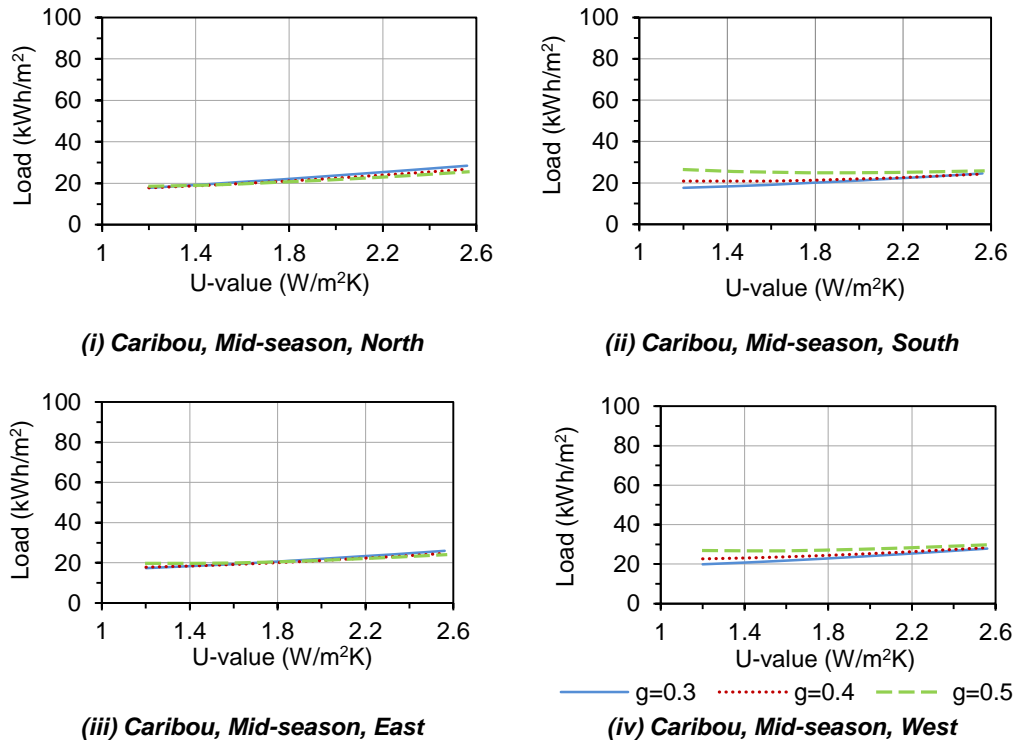 100
80
60
40
20
0
Load (kWh/m²)
1 1.4 1.8 2.2 2.6
U-value (W/m²K)
(i) Caribou, Mid-season, North
100
80
60
40
20
0
Load (kWh/m²)
1 1.4 1.8 2.2 2.6
U-value (W/m²K)
(ii) Caribou, Mid-season, South
100
80
60
40
20
0
Load (kWh/m²)
1 1.4 1.8 2.2 2.6
U-value (W/m²K)
(iii) Caribou, Mid-season, East
100
80
60
40
20
0
Load (kWh/m²)
1 1.4 1.8 2.2 2.6
U-value (W/m²K)
g=0.3 g=0.4 g=0.5
(iv) Caribou, Mid-season, West